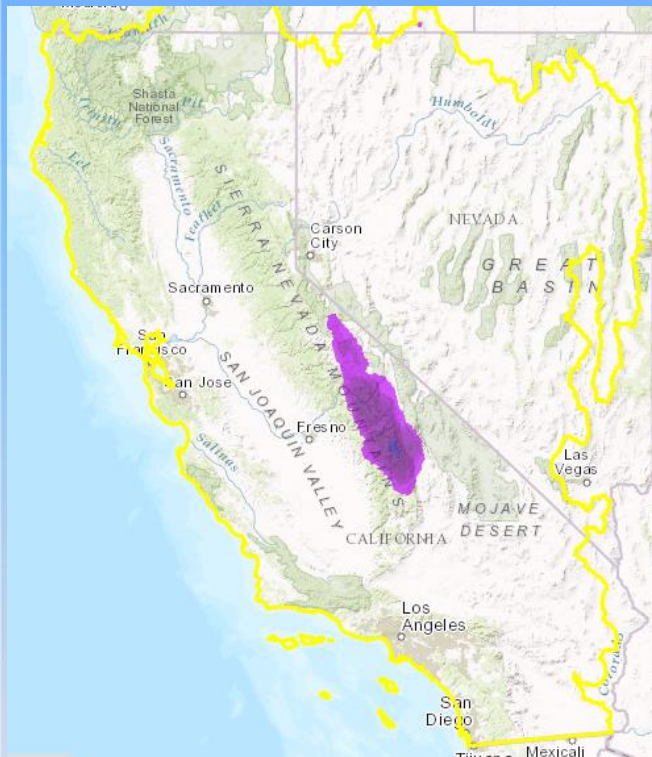 Shasta
National
Forest
Pit
Trinity
Humboldt
Eel
Sacramento
Feather
SIERRA NEVADA MOUNTAINS
NEVADA
Carson
City
GREAT
BASIN
Sacramento
San
Francisco
San Jose
SAN JOAQUIN VALLEY
Fresno
Salinas
Las
Vegas
MOJAVE
DESERT
CALIFORNIA
Los
Angeles
Colorado
San
Diego
Mexicali